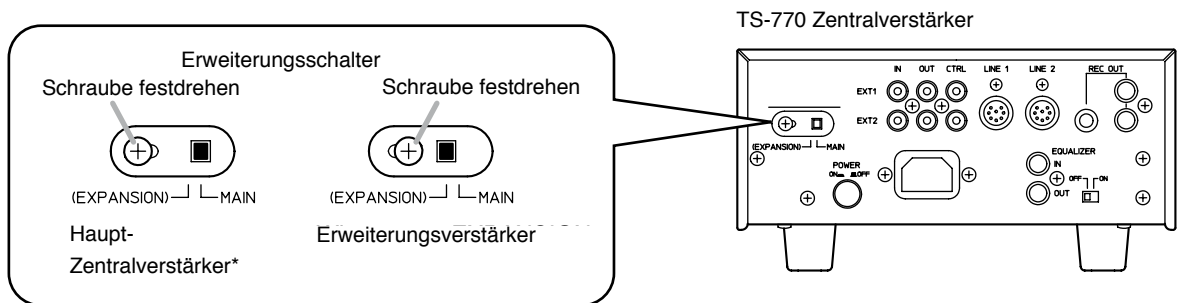 TS-770 Zentralverstärker
Erweiterungsschalter
Schraube festdrehen
Schraube festdrehen
(EXPANSION)
MAIN
(EXPANSION)
MAIN
Haupt-
Zentralverstärker*
Erweiterungsverstärker
IN OUT CTRL LINE 1 LINE 2 REC OUT
EXT1
EXT2
(EXPANSION) MAIN
POWER
ON OFF
EQUALIZER
IN
OFF ON
OUT